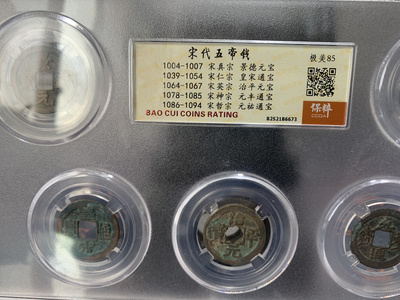 宋代五帝钱
极美85
1004-1007 宋真宗 景德元宝
1039-1054 宋仁宗 皇宋通宝
1064-1067 宋英宗 治平元宝
1078-1085 宋神宗 元丰通宝
1086-1094 宋哲宗 元祐通宝
BAO CUI COINS RATING
保粹
CCCIA
B252186673